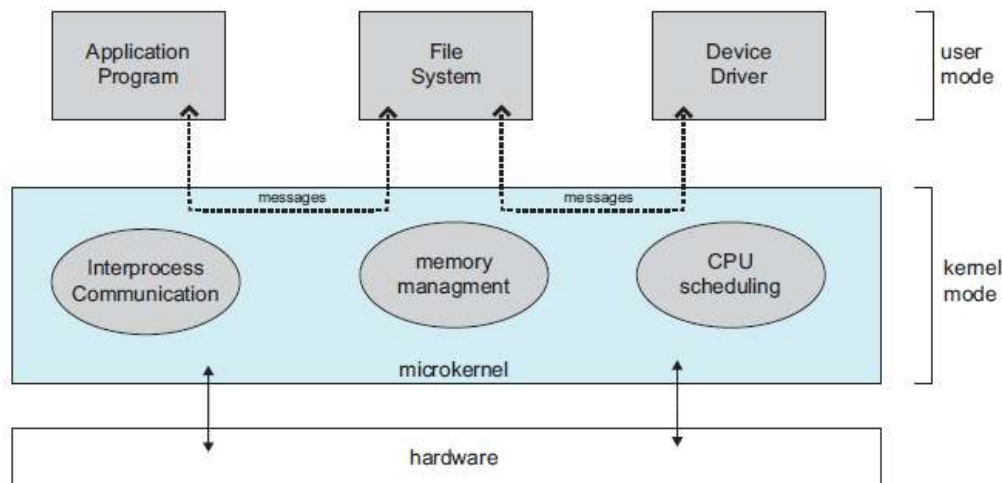 Application
Program
File
System
Device
Driver
user
mode
messages
messages
Interprocess
Communication
memory
managment
CPU
scheduling
kernel
mode
microkernel
hardware